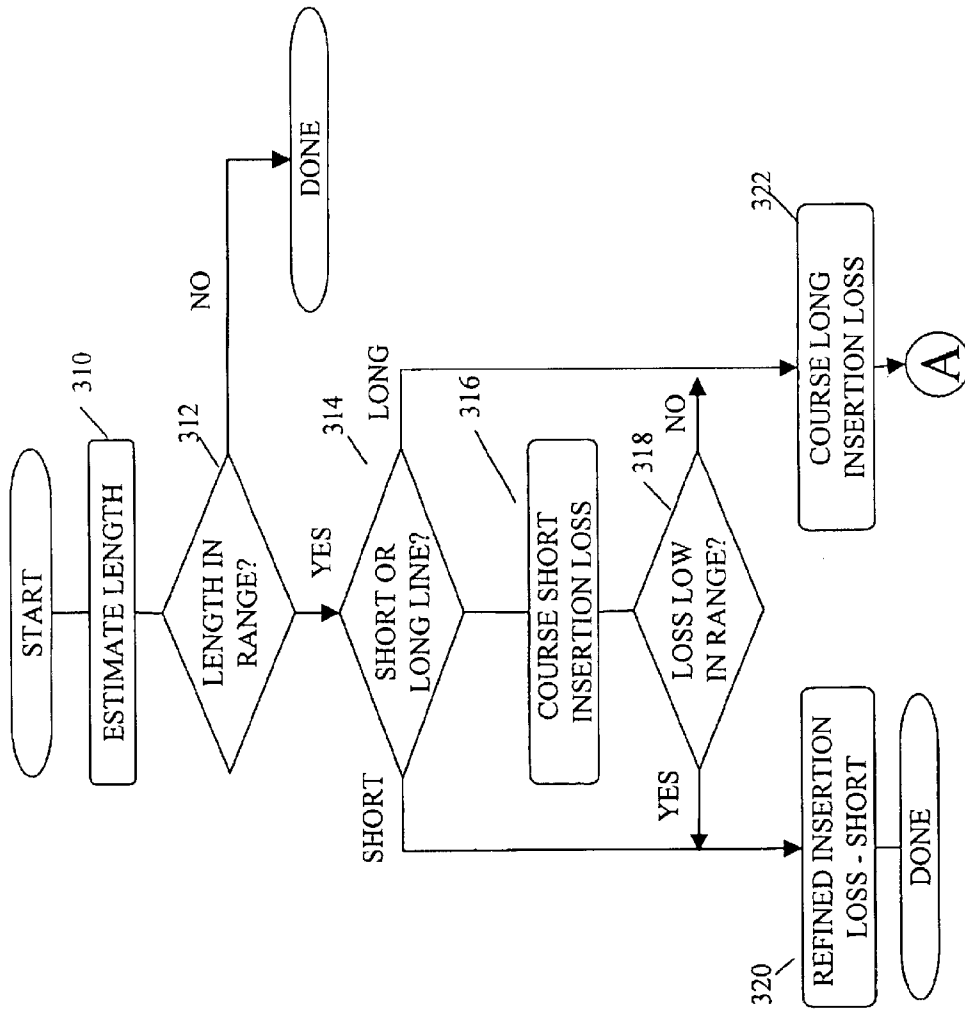 START
310
ESTIMATE LENGTH
312
LENGTH IN
RANGE?
NO
DONE
YES
314
SHORT OR
LONG LINE?
SHORT
LONG
316
COURSE SHORT
INSERTION LOSS
318
LOSS LOW
IN RANGE?
YES
NO
320
REFINED INSERTION
LOSS - SHORT
DONE
322
COURSE LONG
INSERTION LOSS
A